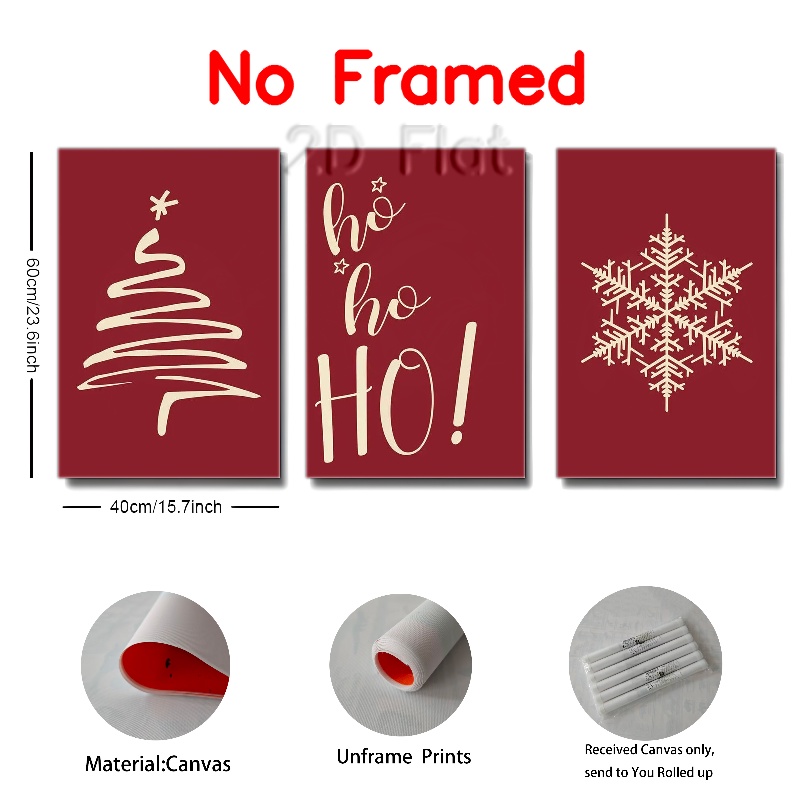 No Framed
2D Flat
ho
ho
HO!
60cm/23.6inch
40cm/15.7inch
Material:Canvas
Unframe Prints
Received Canvas only,
send to You Rolled up